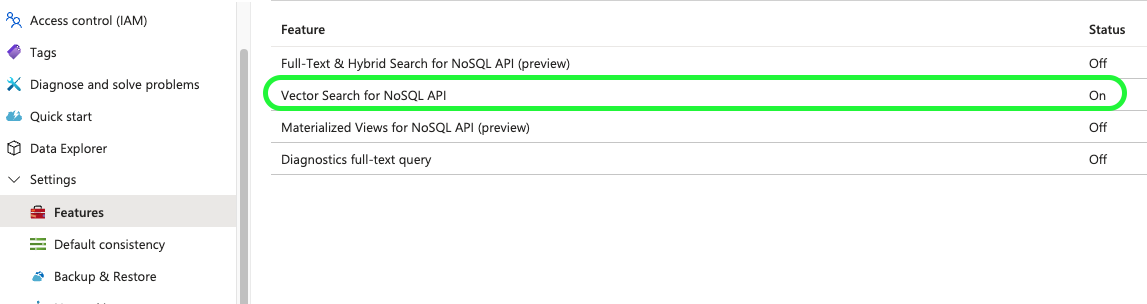 Access control (IAM)
Tags
Diagnose and solve problems
Quick start
Data Explorer
Settings
Features
Default consistency
Backup & Restore
Feature Status
Full-Text & Hybrid Search for NoSQL API (preview) Off
Vector Search for NoSQL API On
Materialized Views for NoSQL API (preview) Off
Diagnostics full-text query Off